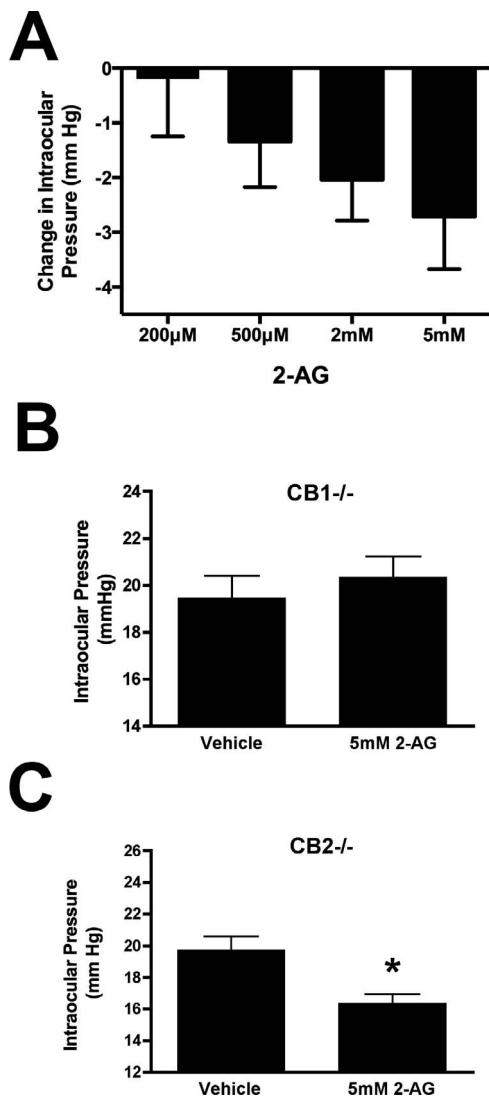 A
Change in Intraocular
Pressure (mm Hg)
0
-1
-2
-3
-4
200µM 500µM 2mM 5mM
2-AG
B
CB1-/-
Intraocular Pressure
(mmHg)
24
22
20
18
16
14
Vehicle 5mM 2-AG
C
CB2-/-
Intraocular Pressure
(mm Hg)
26
24
22
20
18
16
14
12
*
Vehicle 5mM 2-AG